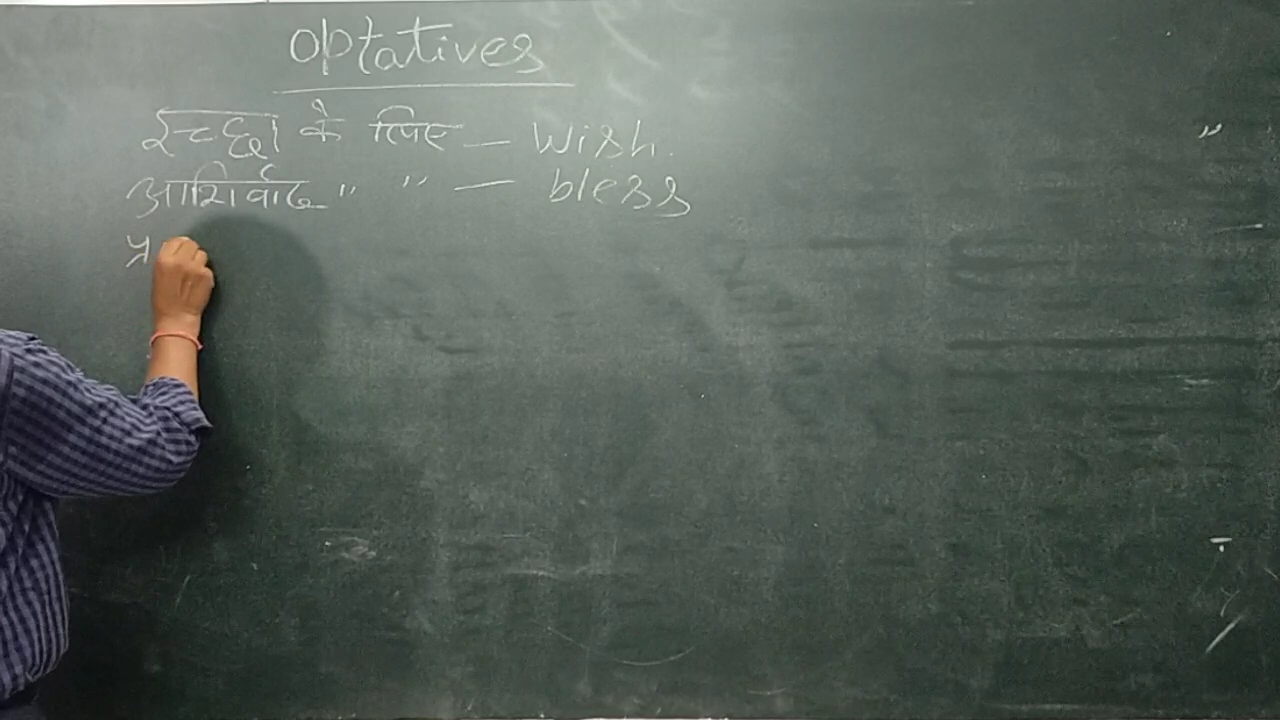 Optatives
इच्छा के लिए — Wish.
आशिर्वाद " " — bless
प्र